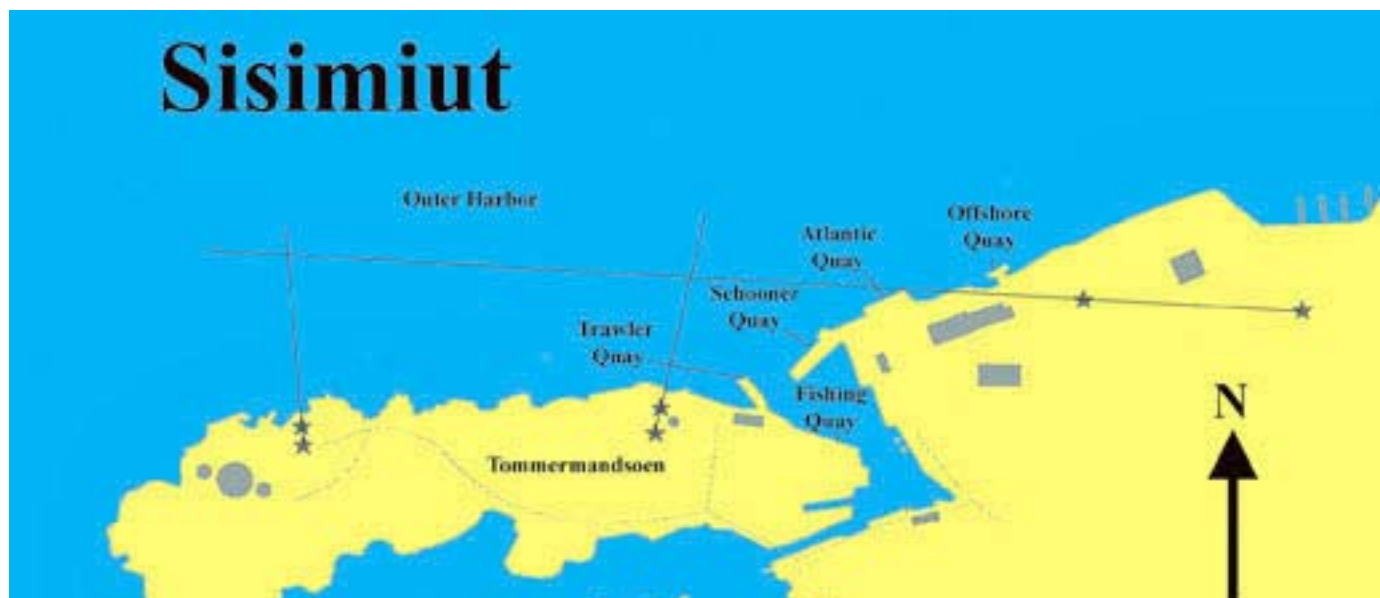 Sisimiut
Outer Harbor
Offshore
Quay
Atlantic
Quay
Schooner
Quay
Trawler
Quay
Fishing
Quay
N
Tommermandsoen